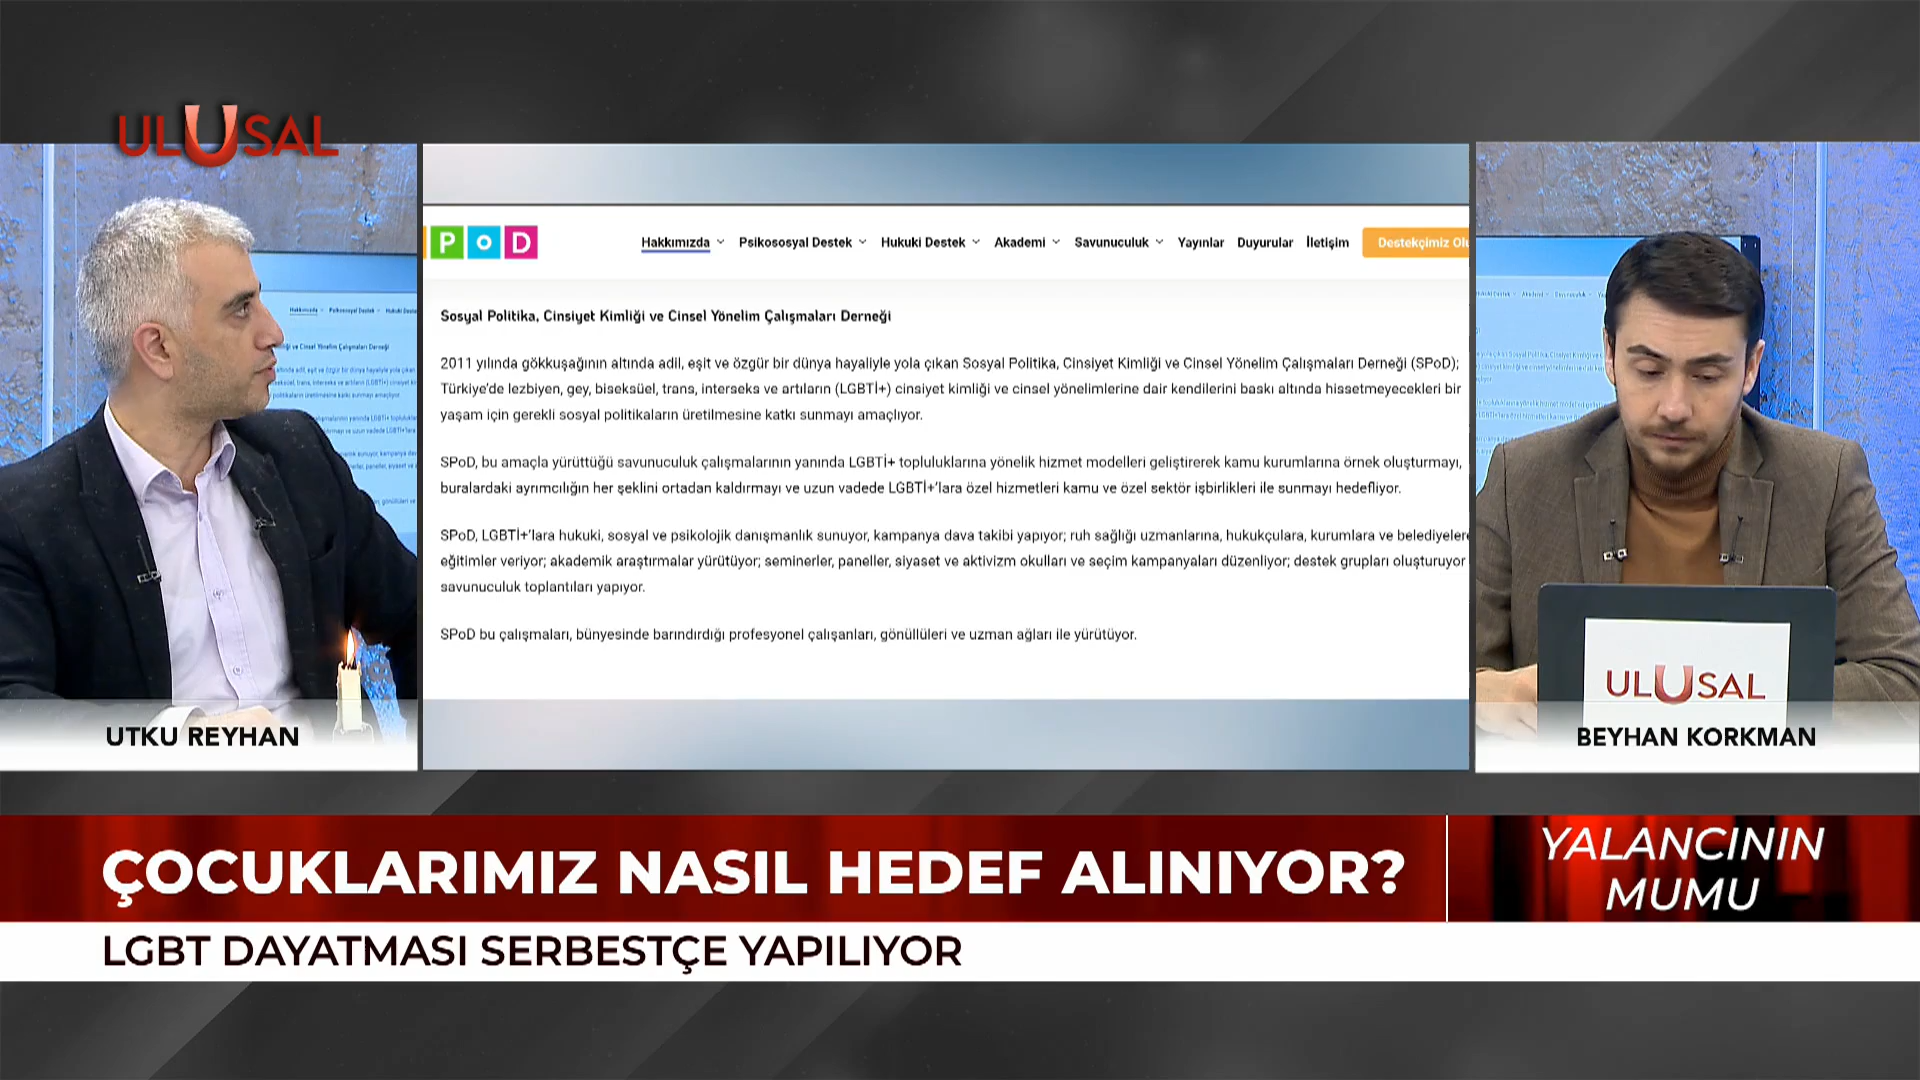 ULUSAL
POD
Hakkımızda Psikososyal Destek Hukuki Destek Akademi Savunuculuk Yayınlar Duyurular İletişim Destekçimiz
Sosyal Politika, Cinsiyet Kimliği ve Cinsel Yönelim Çalışmaları Derneği
2011 yılında gökkuşağının altında adil, eşit ve özgür bir dünya hayaliyle yola çıkan Sosyal Politika, Cinsiyet Kimliği ve Cinsel Yönelim Çalışmaları Derneği (SPoD);
Türkiye'de lezbiyen, gey, biseksüel, trans, interseks ve artıların (LGBTİ+) cinsiyet kimliği ve cinsel yönelimlerine dair kendilerini baskı altında hissetmeyecekleri bir
yaşam için gerekli sosyal politikaların üretilmesine katkı sunmayı amaçlıyor.
SPoD, bu amaçla yürüttüğü savunuculuk çalışmalarının yanında LGBTİ+ topluluklarına yönelik hizmet modelleri geliştirerek kamu kurumlarına örnek oluşturmayı,
buralardaki ayrımcılığın her şeklini ortadan kaldırmayı ve uzun vadede LGBTİ+'lara özel hizmetleri kamu ve özel sektör işbirlikleri ile sunmayı hedefliyor.
SPoD, LGBTİ+'lara hukuki, sosyal ve psikolojik danışmanlık sunuyor, kampanya dava takibi yapıyor; ruh sağlığı uzmanlarına, hukukçulara, kurumlara ve belediyelere
eğitimler veriyor; akademik araştırmalar yürütüyor; seminerler, paneller, siyaset ve aktivizm okulları ve seçim kampanyaları düzenliyor; destek grupları oluşturuyor
savunuculuk toplantıları yapıyor.
SPoD bu çalışmaları, bünyesinde barındırdığı profesyonel çalışanları, gönüllüleri ve uzman ağları ile yürütüyor.
ULUSAL
UTKU REYHAN
BEYHAN KORKMAN
ÇOCUKLARIMIZ NASIL HEDEF ALINIYOR?
YALANCININ
MUMU
LGBT DAYATMASI SERBESTÇE YAPILIYOR